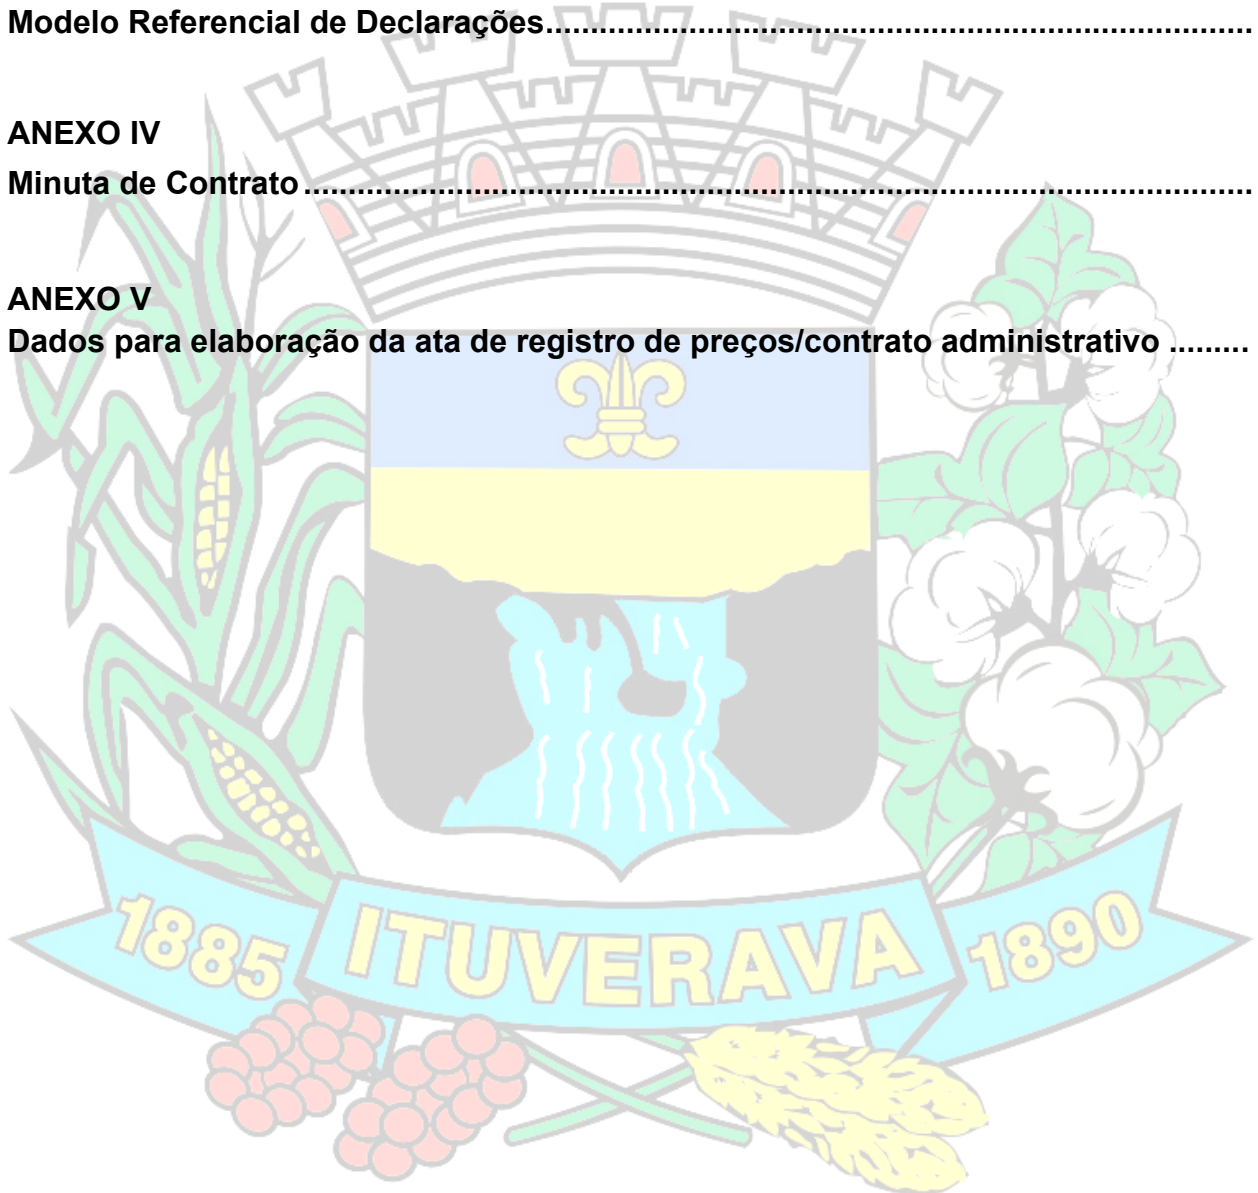 Modelo Referencial de Declarações................................................................................
ANEXO IV
Minuta de Contrato............................................................................................................
ANEXO V
Dados para elaboração da ata de registro de preços/contrato administrativo .........
1885 ITUVERAVA 1890